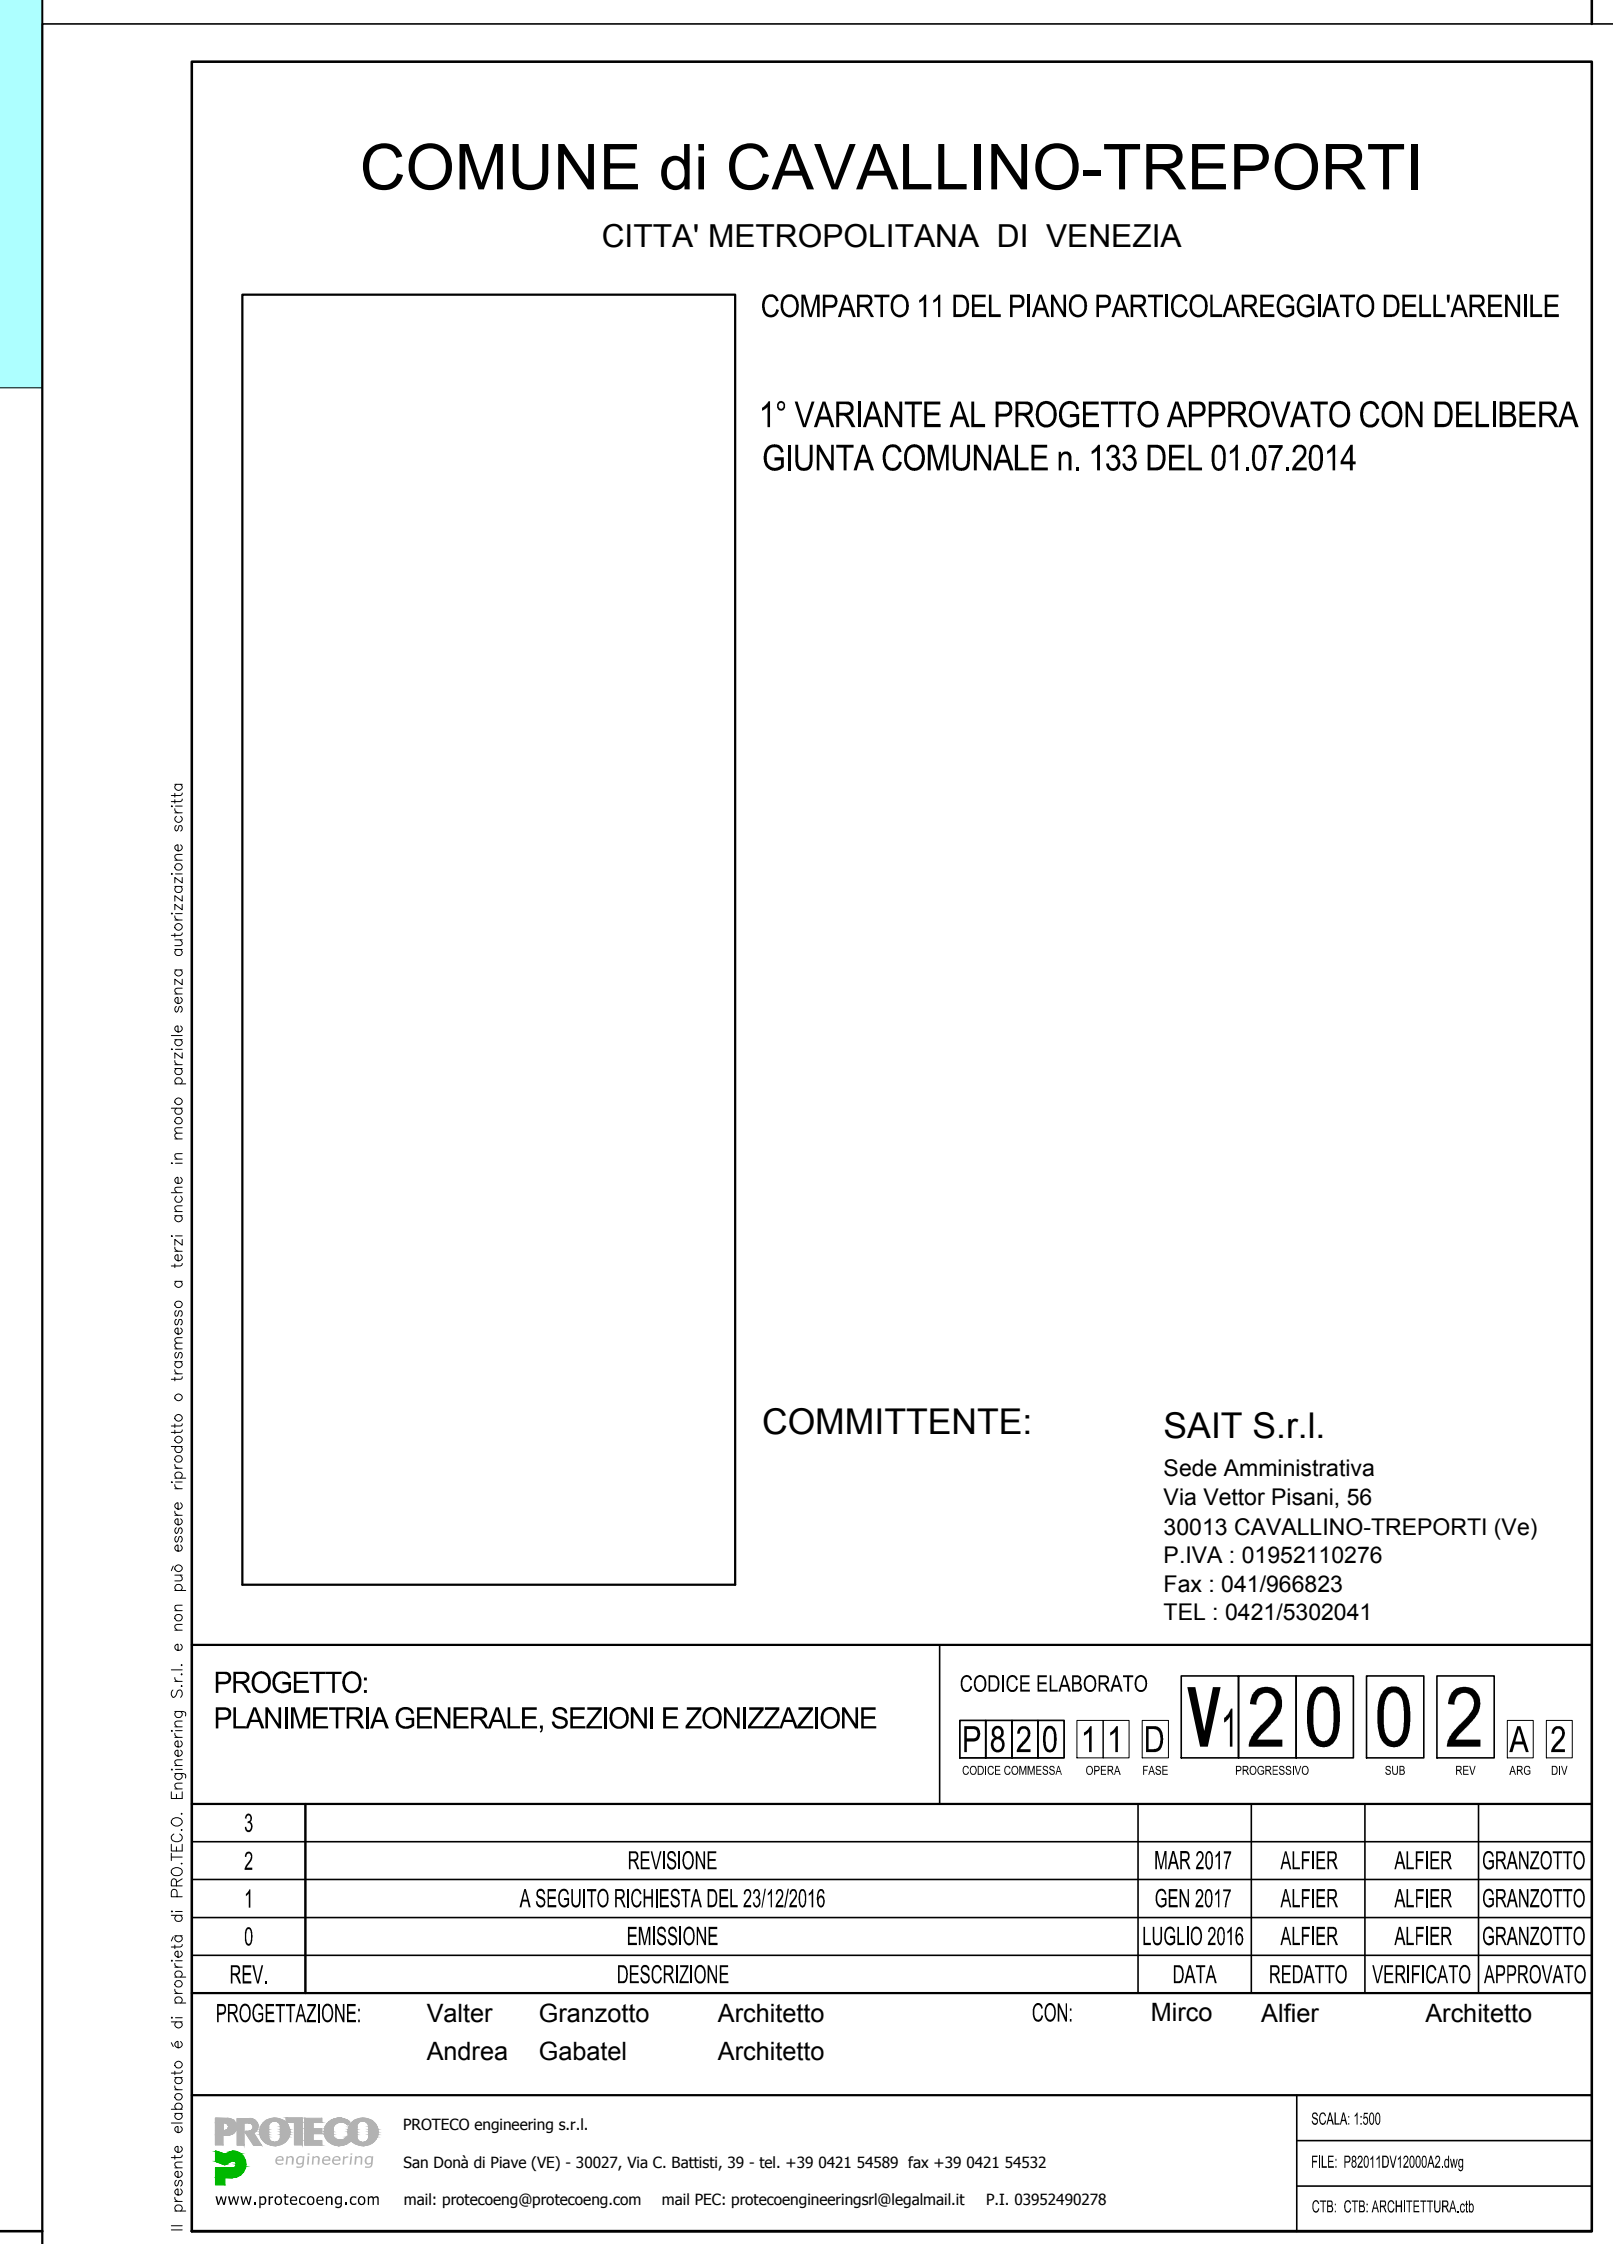 COMUNE di CAVALLINO-TREPORTI
CITTA' METROPOLITANA DI VENEZIA
COMPARTO 11 DEL PIANO PARTICOLAREGGIATO DELL'ARENILE
1° VARIANTE AL PROGETTO APPROVATO CON DELIBERA
GIUNTA COMUNALE n. 133 DEL 01.07.2014
COMMITTENTE: SAIT S.r.l.
Sede Amministrativa
Via Vettor Pisani, 56
30013 CAVALLINO-TREPORTI (Ve)
P.IVA : 01952110276
Fax : 041/966823
TEL : 0421/5302041
Il presente elaborato é di proprietà di PRO.TEC.O. Engineering S.r.l. e non può essere riprodotto o trasmesso a terzi anche in modo parziale senza autorizzazione scritta
PROGETTO:
PLANIMETRIA GENERALE, SEZIONI E ZONIZZAZIONE
CODICE ELABORATO
P820 11 D V1 2 0 0 2 A 2
CODICE COMMESSA OPERA FASE PROGRESSIVO SUB REV ARG DIV
3
2 REVISIONE MAR 2017 ALFIER ALFIER GRANZOTTO
1 A SEGUITO RICHIESTA DEL 23/12/2016 GEN 2017 ALFIER ALFIER GRANZOTTO
0 EMISSIONE LUGLIO 2016 ALFIER ALFIER GRANZOTTO
REV. DESCRIZIONE DATA REDATTO VERIFICATO APPROVATO
PROGETTAZIONE: Valter Granzotto Architetto CON: Mirco Alfier Architetto
Andrea Gabatel Architetto
PROTECO
engineering
www.protecoeng.com
PROTECO engineering s.r.l.
San Donà di Piave (VE) - 30027, Via C. Battisti, 39 - tel. +39 0421 54589 fax +39 0421 54532
mail: protecoeng@protecoeng.com mail PEC: protecoengineeringsrl@legalmail.it P.I. 03952490278
SCALA: 1:500
FILE: P82011DV12000A2.dwg
CTB: CTB: ARCHITETTURA.ctb